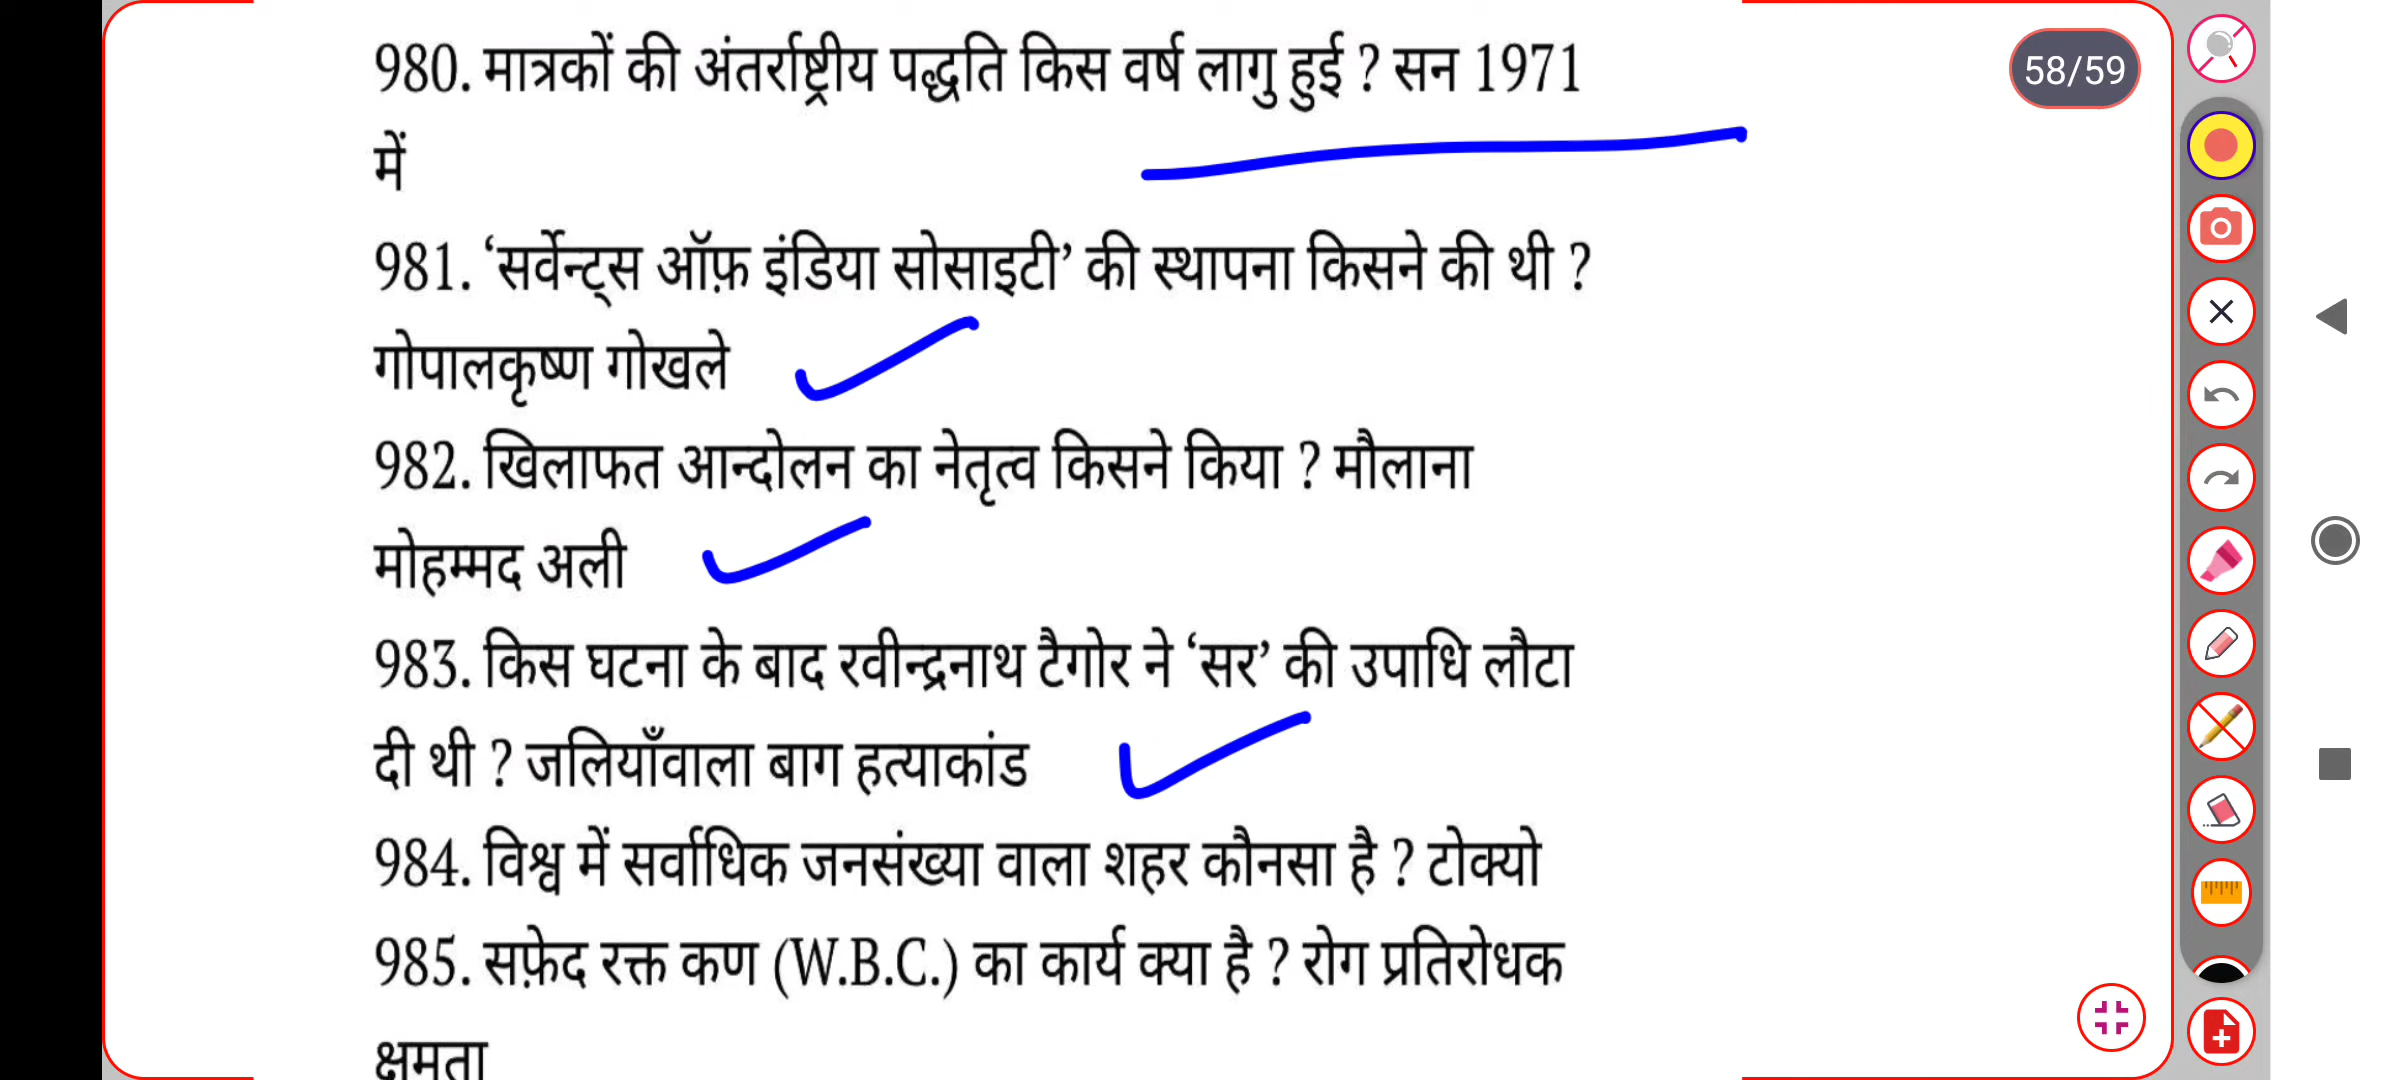 980. मात्रकों की अंतर्राष्ट्रीय पद्धति किस वर्ष लागु हुई ? सन 1971
में
981. ‘सर्वेन्ट्स ऑफ़ इंडिया सोसाइटी’ की स्थापना किसने की थी ?
गोपालकृष्ण गोखले
982. खिलाफत आन्दोलन का नेतृत्व किसने किया ? मौलाना
मोहम्मद अली
983. किस घटना के बाद रवीन्द्रनाथ टैगोर ने ‘सर’ की उपाधि लौटा
दी थी ? जलियाँवाला बाग हत्याकांड
984. विश्व में सर्वाधिक जनसंख्या वाला शहर कौनसा है ? टोक्यो
985. सफ़ेद रक्त कण (W.B.C.) का कार्य क्या है ? रोग प्रतिरोधक
क्षमता
58/59